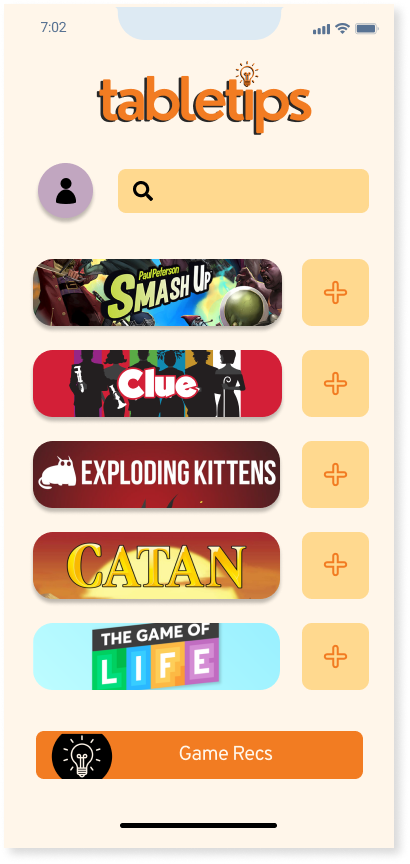 7:02
tabletips
Paul Peterson
SMASH UP
Clue
EXPLODING KITTENS
CATAN
THE GAME OF
LIFE
Game Recs